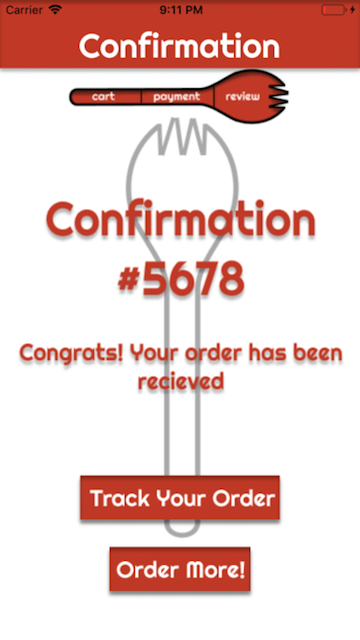 Carrier 9:11 PM
Confirmation
cart payment review
Confirmation
#5678
Congrats! Your order has been
recieved
Track Your Order
Order More!